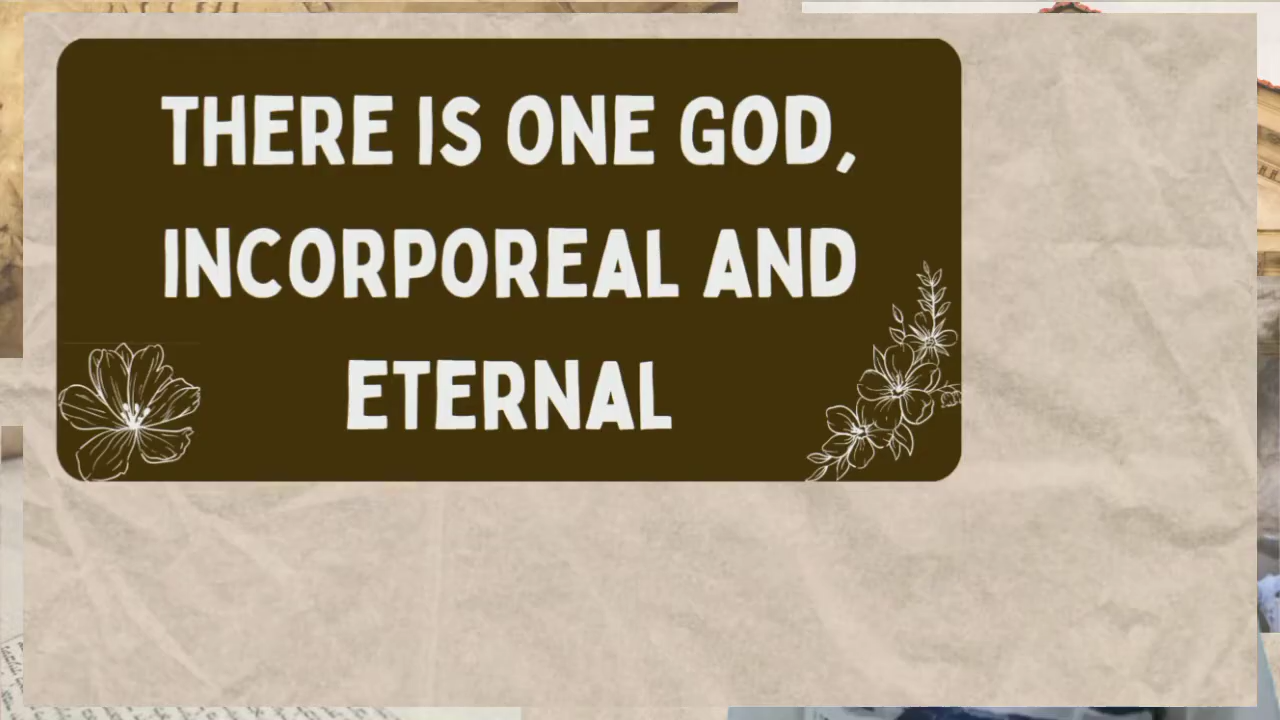 THERE IS ONE GOD,
INCORPOREAL AND
ETERNAL